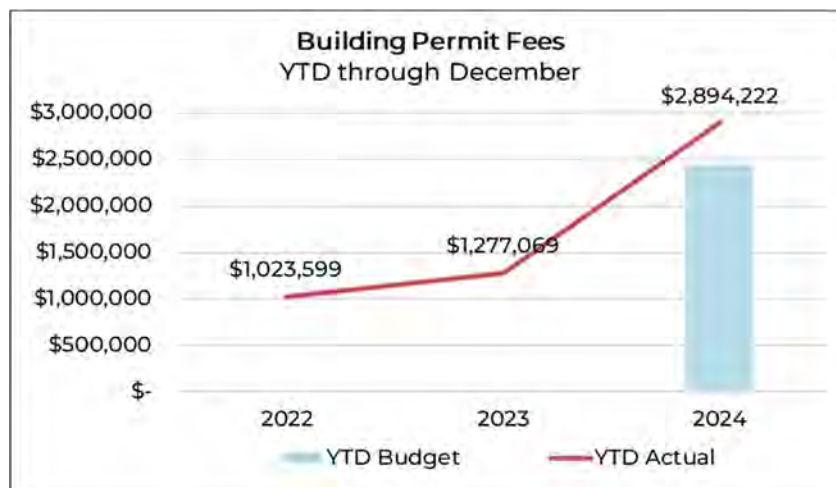 Building Permit Fees
YTD through December
$2,894,222
$3,000,000
$2,500,000
$2,000,000
$1,500,000
$1,277,069
$1,023,599
$1,000,000
$500,000
$-
2022 2023 2024
YTD Budget YTD Actual